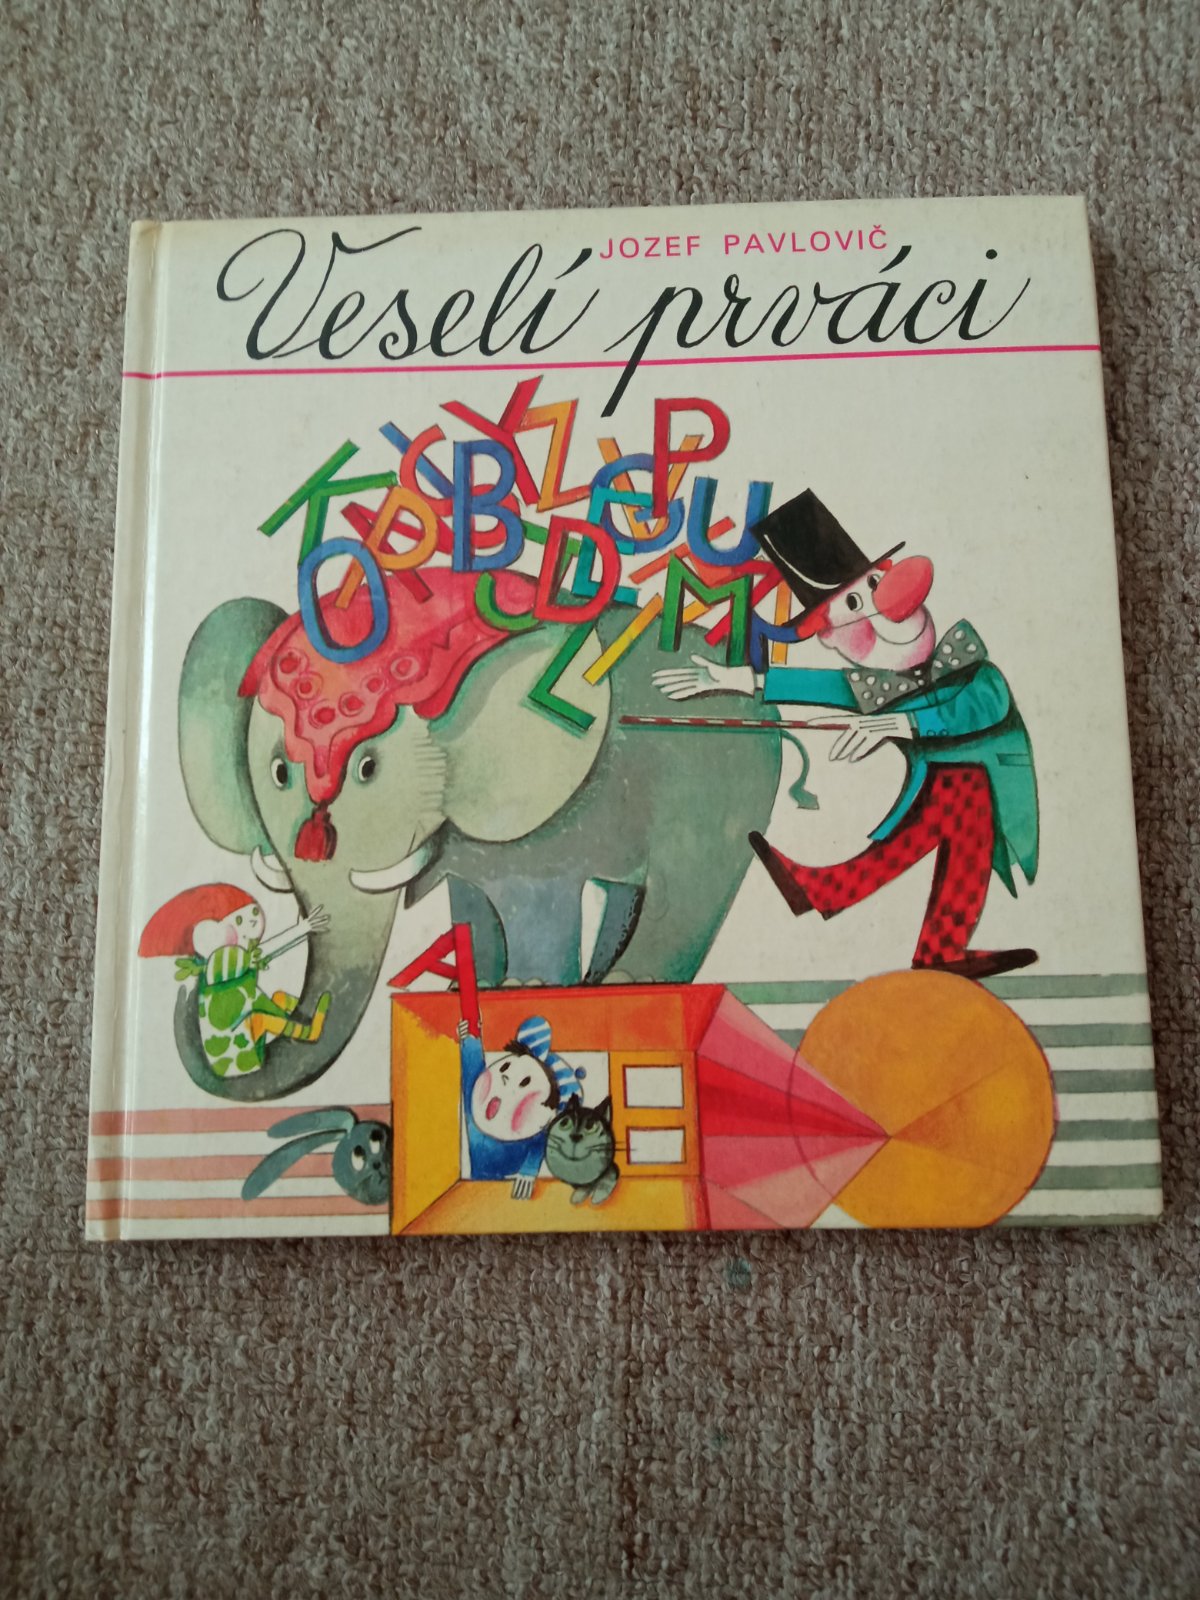 JOZEF PAVLOVIČ
Veselí prváci
K O P C Y B Y Z D E V P U L M A
A